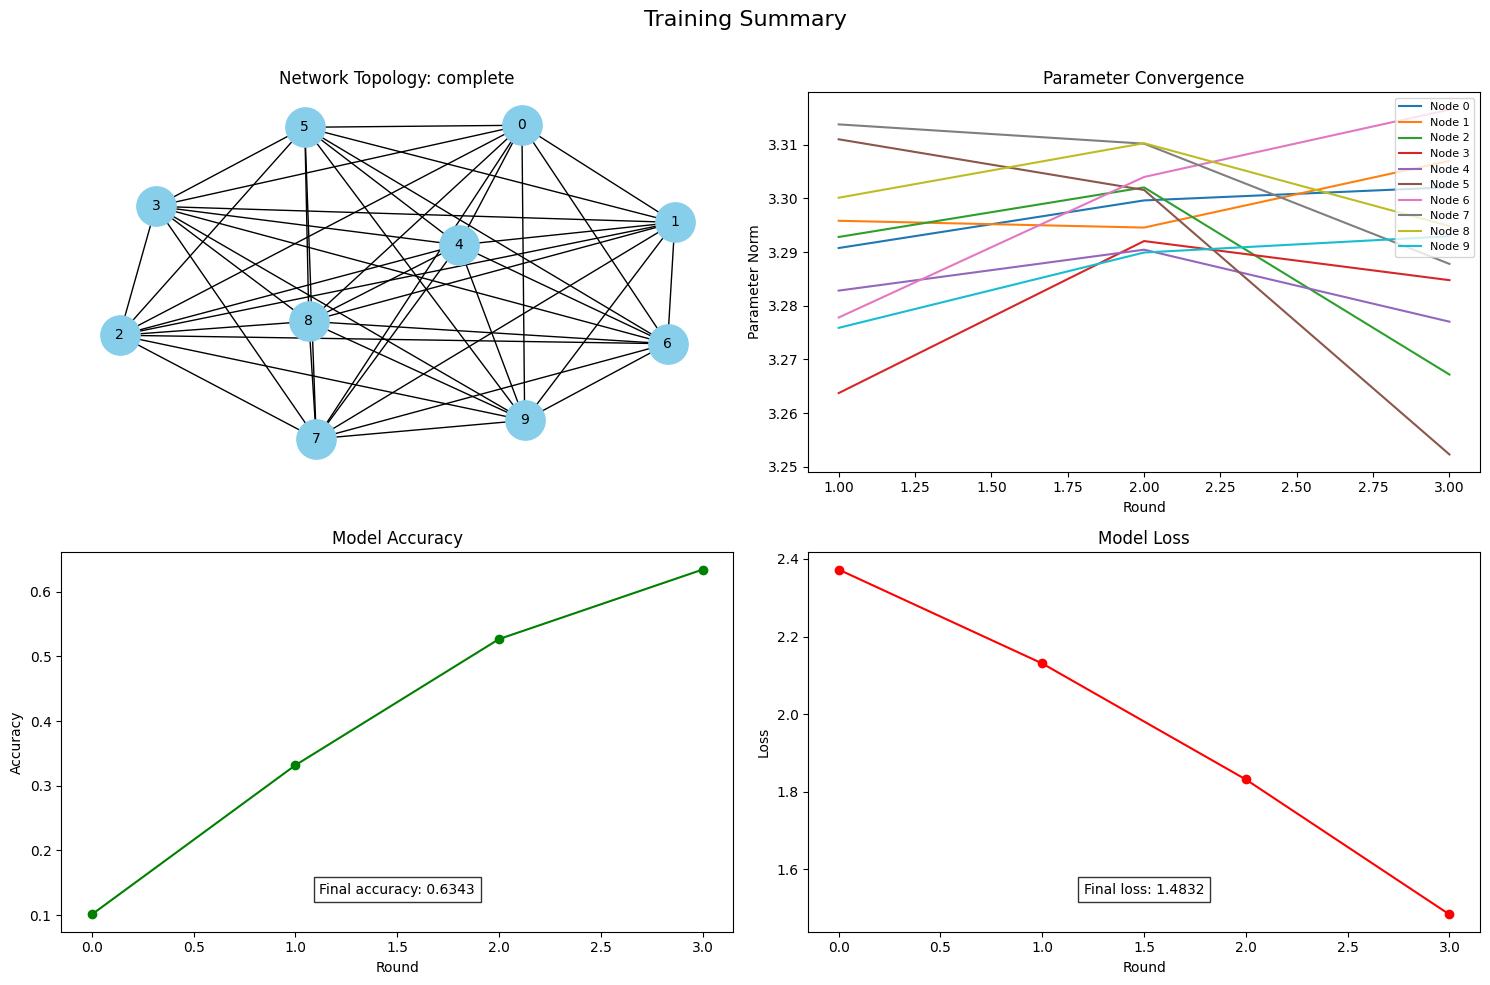 Training Summary
Network Topology: complete
5
0
3
1
4
8
2
6
9
7
Parameter Convergence
Parameter Norm
3.31
3.30
3.29
3.28
3.27
3.26
3.25
Node 0
Node 1
Node 2
Node 3
Node 4
Node 5
Node 6
Node 7
Node 8
Node 9
1.00 1.25 1.50 1.75 2.00 2.25 2.50 2.75 3.00
Round
Model Accuracy
Accuracy
0.6
0.5
0.4
0.3
0.2
0.1
Final accuracy: 0.6343
0.0 0.5 1.0 1.5 2.0 2.5 3.0
Round
Model Loss
Loss
2.4
2.2
2.0
1.8
1.6
Final loss: 1.4832
0.0 0.5 1.0 1.5 2.0 2.5 3.0
Round